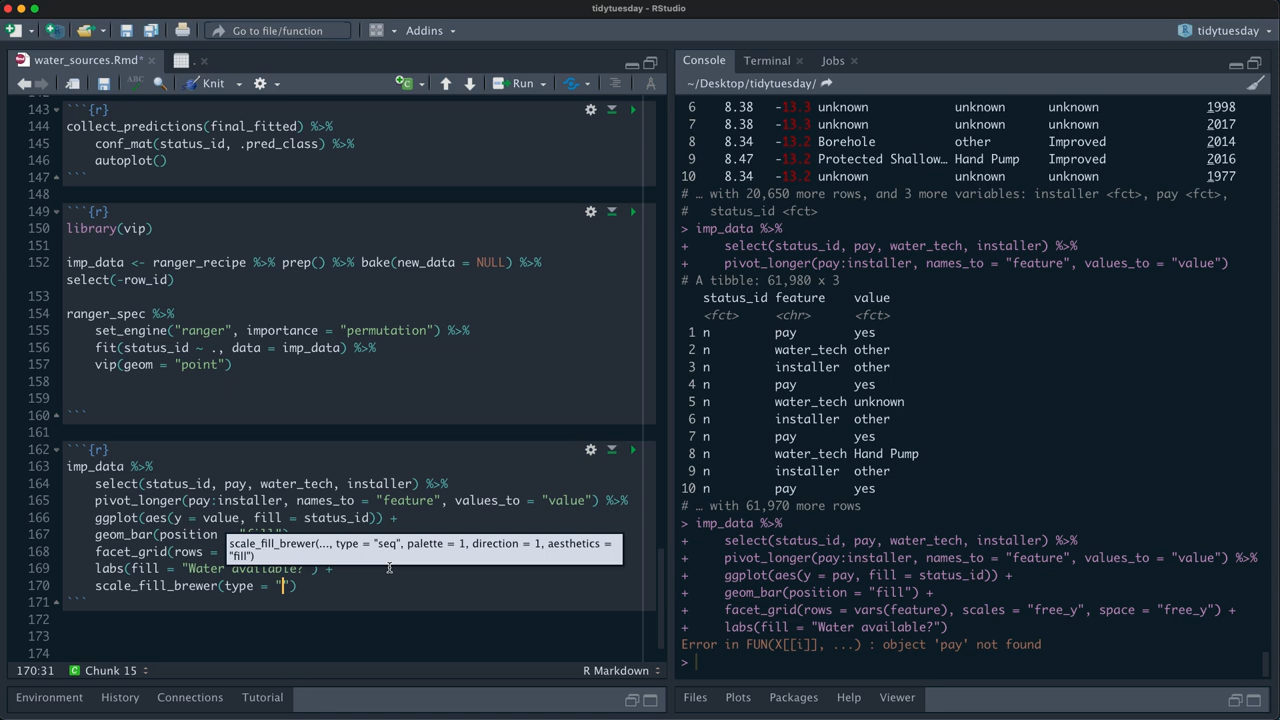 tidytuesday - RStudio
Go to file/function
Addins
tidytuesday
water_sources.Rmd*
.
ABC
Knit
Run
143 ```{r}
144 collect_predictions(final_fitted) %>%
145 conf_mat(status_id, .pred_class) %>%
146 autoplot()
147 ```
148
149 ```{r}
150 library(vip)
151
152 imp_data <- ranger_recipe %>% prep() %>% bake(new_data = NULL) %>%
select(-row_id)
153
154 ranger_spec %>%
155 set_engine("ranger", importance = "permutation") %>%
156 fit(status_id ~ ., data = imp_data) %>%
157 vip(geom = "point")
158
159
160 ```
161
162 ```{r}
163 imp_data %>%
164 select(status_id, pay, water_tech, installer) %>%
165 pivot_longer(pay:installer, names_to = "feature", values_to = "value") %>%
166 ggplot(aes(y = value, fill = status_id)) +
167 geom_bar(position
scale_fill_brewer(..., type = "seq", palette = 1, direction = 1, aesthetics =
"fill")
168 facet_grid(rows =
169 labs(fill = "Water available? ) +
170 scale_fill_brewer(type = "")
171 ```
172
173
174
170:31 Chunk 15 R Markdown
Environment History Connections Tutorial
Console Terminal Jobs
~/Desktop/tidytuesday/
6 8.38 -13.3 unknown unknown unknown 1998
7 8.38 -13.3 unknown unknown unknown 2017
8 8.34 -13.2 Borehole other Improved 2014
9 8.47 -13.2 Protected Shallow… Hand Pump Improved 2016
10 8.34 -13.2 unknown unknown unknown 1977
# … with 20,650 more rows, and 3 more variables: installer <fct>, pay <fct>,
# status_id <fct>
> imp_data %>%
+ select(status_id, pay, water_tech, installer) %>%
+ pivot_longer(pay:installer, names_to = "feature", values_to = "value")
# A tibble: 61,980 x 3
status_id feature value
<fct> <chr> <fct>
1 n pay yes
2 n water_tech other
3 n installer other
4 n pay yes
5 n water_tech unknown
6 n installer other
7 n pay yes
8 n water_tech Hand Pump
9 n installer other
10 n pay yes
# … with 61,970 more rows
> imp_data %>%
+ select(status_id, pay, water_tech, installer) %>%
+ pivot_longer(pay:installer, names_to = "feature", values_to = "value") %>%
+ ggplot(aes(y = pay, fill = status_id)) +
+ geom_bar(position = "fill") +
+ facet_grid(rows = vars(feature), scales = "free_y", space = "free_y") +
+ labs(fill = "Water available?")
Error in FUN(X[[i]], ...) : object 'pay' not found
>
Files Plots Packages Help Viewer